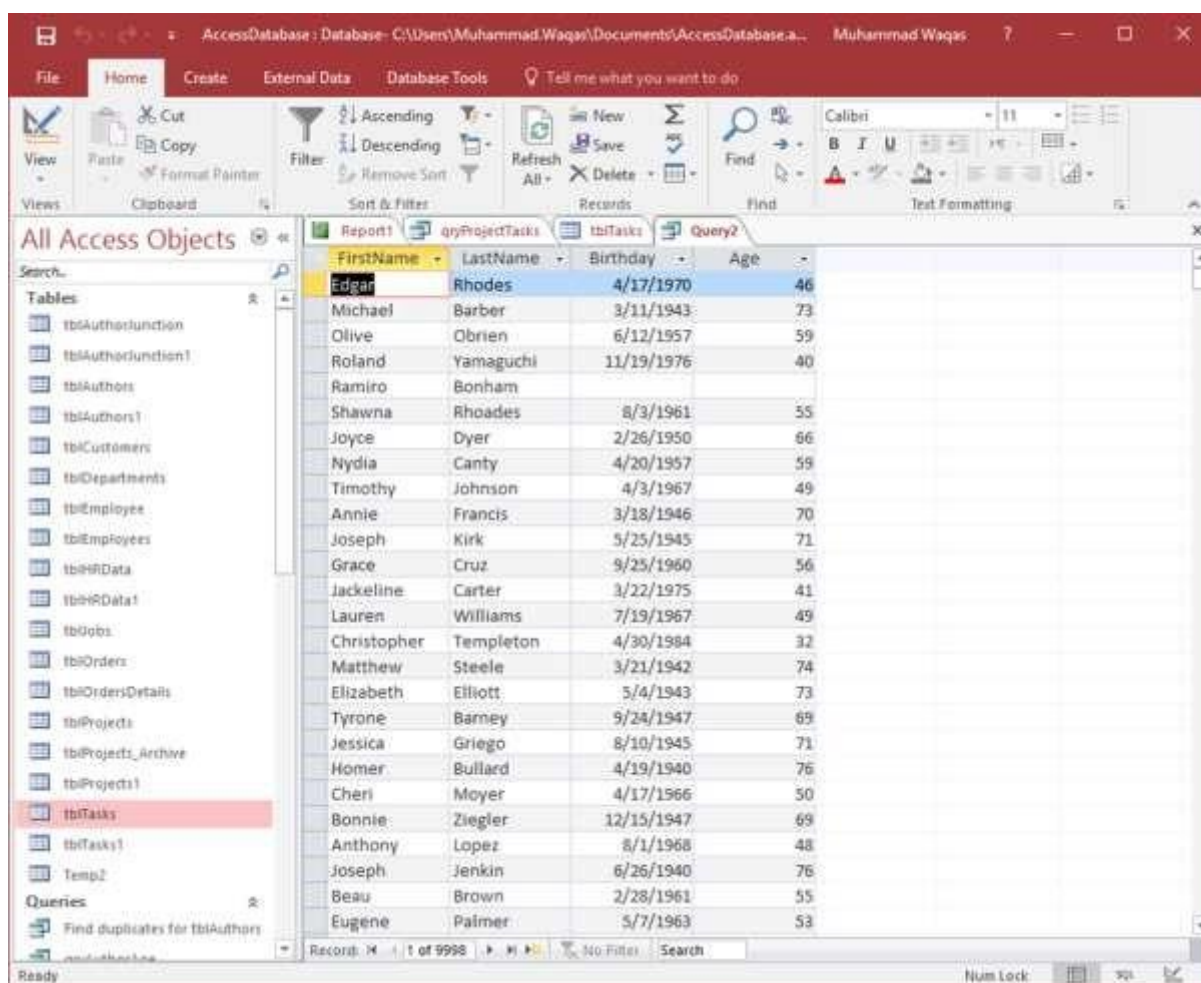 AccessDatabase : Database- C:\Users\Muhammad.Waqas\Documents\AccessDatabase.a... Muhammad Waqas ?
File Home Create External Data Database Tools Tell me what you want to do
View
Views
Paste
Cut
Copy
Format Painter
Clipboard
Filter
Ascending
Descending
Remove Sort
Sort & Filter
Refresh All
New
Save
Delete
Records
Find
Find
Calibri 11
B I U
Text Formatting
All Access Objects
Search..
Tables
tblAuthorJunction
tblAuthorJunction1
tblAuthors
tblAuthors1
tblCustomers
tblDepartments
tblEmployee
tblEmployees
tblHRData
tblHRData1
tblJobs
tblOrders
tblOrdersDetails
tblProjects
tblProjects_Archive
tblProjects1
tblTasks
tblTasks1
Temp2
Queries
Find duplicates for tblAuthors
qryAuthorAge
Report1 qryProjectTasks tblTasks Query2
FirstName LastName Birthday Age
Edgar Rhodes 4/17/1970 46
Michael Barber 3/11/1943 73
Olive Obrien 6/12/1957 59
Roland Yamaguchi 11/19/1976 40
Ramiro Bonham
Shawna Rhoades 8/3/1961 55
Joyce Dyer 2/26/1950 66
Nydia Canty 4/20/1957 59
Timothy Johnson 4/3/1967 49
Annie Francis 3/18/1946 70
Joseph Kirk 5/25/1945 71
Grace Cruz 9/25/1960 56
Jackeline Carter 3/22/1975 41
Lauren Williams 7/19/1967 49
Christopher Templeton 4/30/1984 32
Matthew Steele 3/21/1942 74
Elizabeth Elliott 5/4/1943 73
Tyrone Barney 9/24/1947 69
Jessica Griego 8/10/1945 71
Homer Bullard 4/19/1940 76
Cheri Moyer 4/17/1966 50
Bonnie Ziegler 12/15/1947 69
Anthony Lopez 8/1/1968 48
Joseph Jenkin 6/26/1940 76
Beau Brown 2/28/1961 55
Eugene Palmer 5/7/1963 53
Record: 1 of 9998 No Filter Search
Ready Num Lock SQL